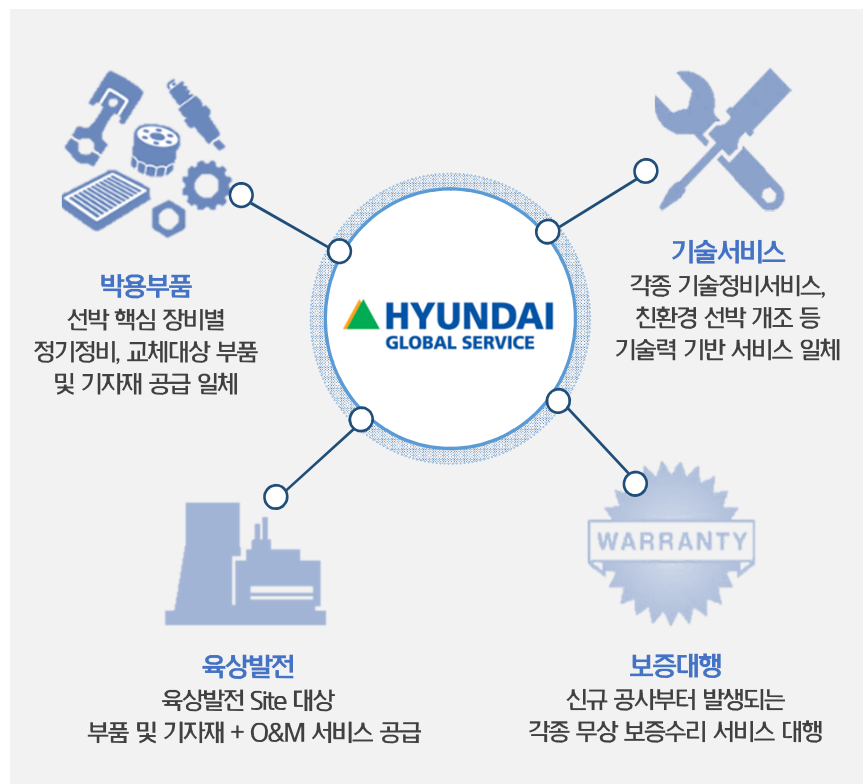 박용부품
선박 핵심 장비별
정기정비, 교체대상 부품
및 기자재 공급 일체
기술서비스
각종 기술정비서비스,
친환경 선박 개조 등
기술력 기반 서비스 일체
HYUNDAI
GLOBAL SERVICE
육상발전
육상발전 Site 대상
부품 및 기자재 + O&M 서비스 공급
WARRANTY
보증대행
신규 공사부터 발생되는
각종 무상 보증수리 서비스 대행